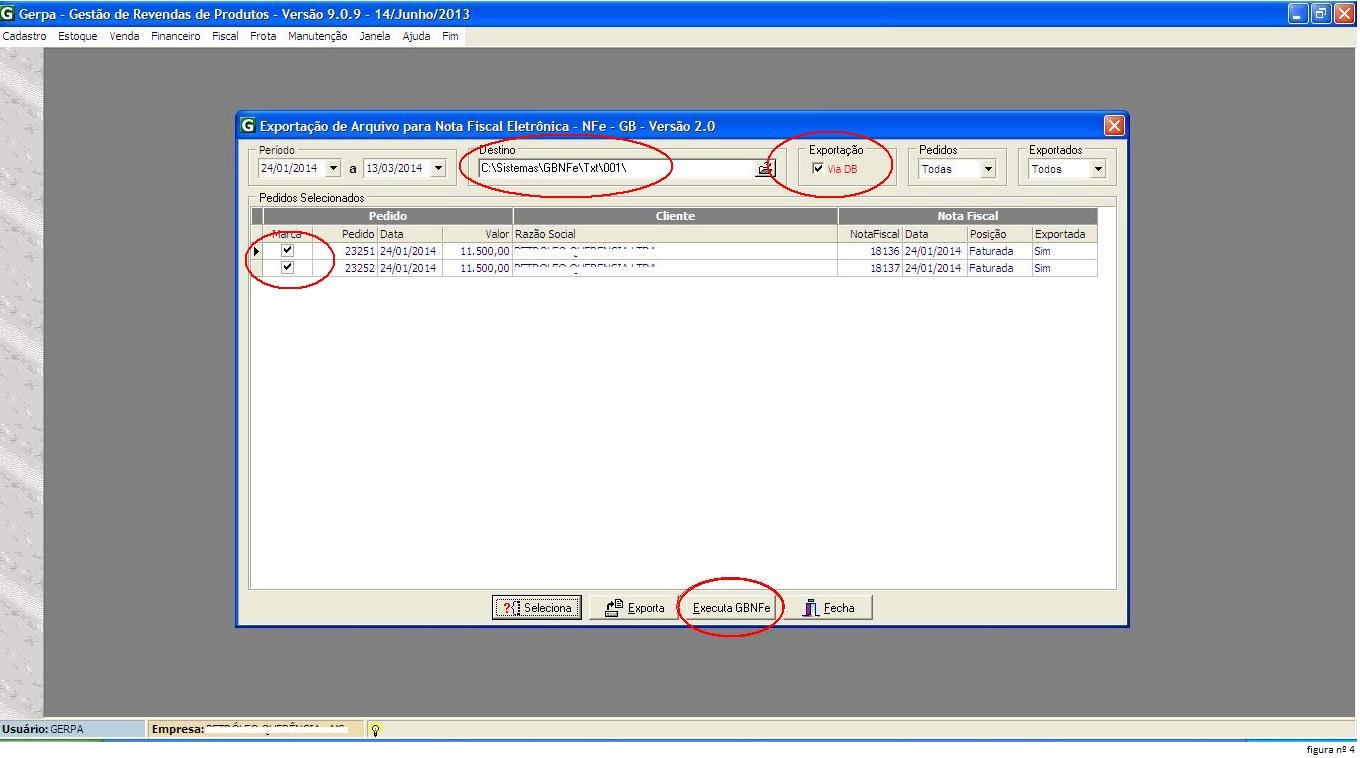 Gerpa - Gestão de Revendas de Produtos - Versão 9.0.9 - 14/Junho/2013
Cadastro Estoque Venda Financeiro Fiscal Frota Manutenção Janela Ajuda Fim
Exportação de Arquivo para Nota Fiscal Eletrônica - NFe - GB - Versão 2.0
Período Destino Exportação Pedidos Exportados
24/01/2014 a 13/03/2014 C:\Sistemas\GBNFe\Txt\001\ Via DB Todas Todos
Pedidos Selecionados
Pedido Cliente Nota Fiscal
Marca Pedido Data Valor Razão Social NotaFiscal Data Posição Exportada
23251 24/01/2014 11.500,00 18136 24/01/2014 Faturada Sim
23252 24/01/2014 11.500,00 18137 24/01/2014 Faturada Sim
Seleciona Exporta Executa GBNFe Fecha
Usuário: GERPA Empresa:
figura nº 4